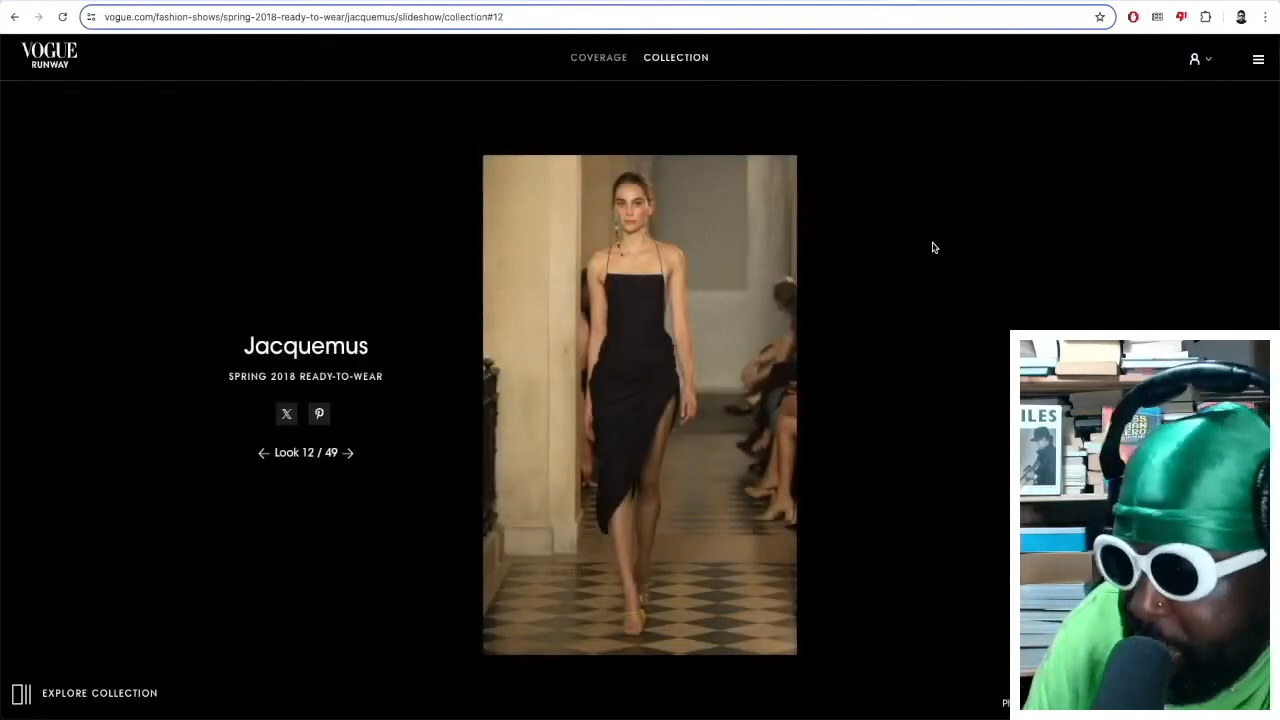 vogue.com/fashion-shows/spring-2018-ready-to-wear/jacquemus/slideshow/collection#12
VOGUE
RUNWAY
COVERAGE COLLECTION
Jacquemus
SPRING 2018 READY-TO-WEAR
← Look 12 / 49 →
EXPLORE COLLECTION
ILES